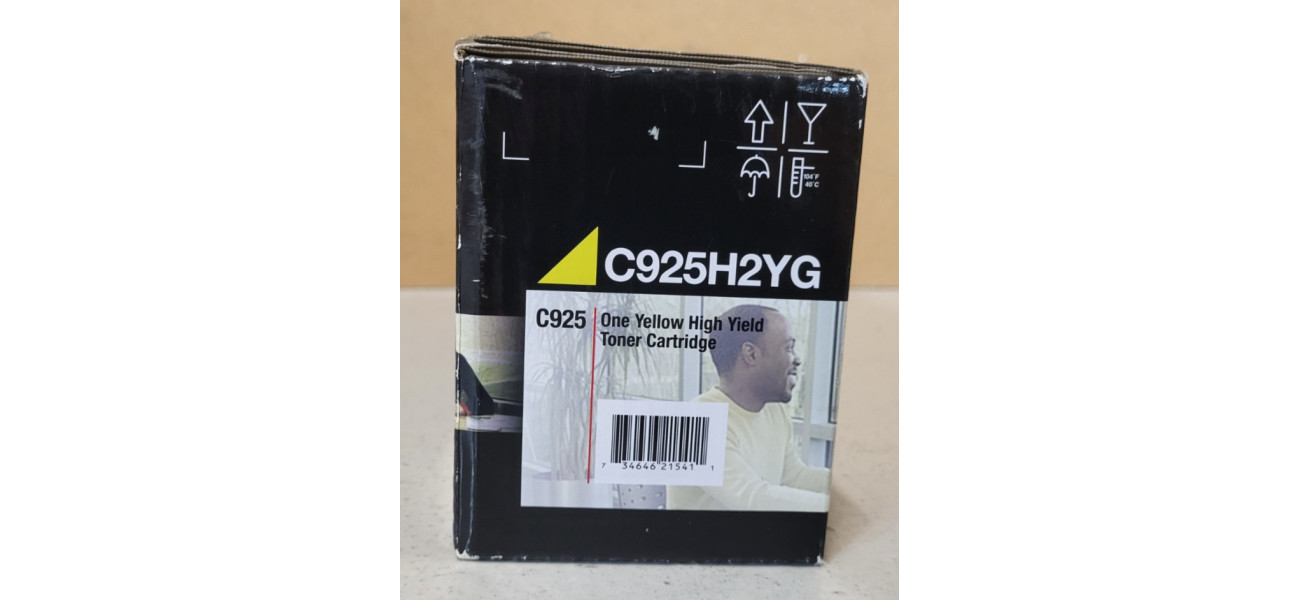 104°F
40°C
C925H2YG
C925
One Yellow High Yield
Toner Cartridge
7 34646 21541 1